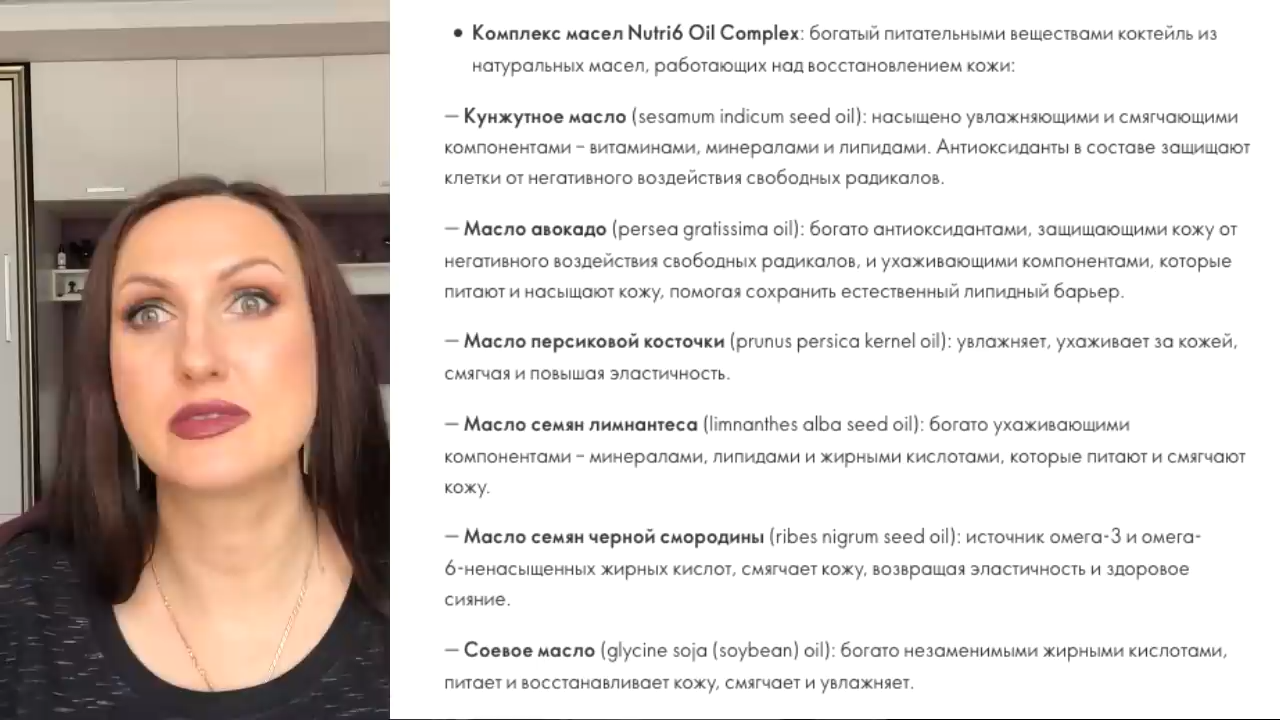 • Комплекс масел Nutri6 Oil Complex: богатый питательными веществами коктейль из
натуральных масел, работающих над восстановлением кожи:
— Кунжутное масло (sesamum indicum seed oil): насыщено увлажняющими и смягчающими
компонентами – витаминами, минералами и липидами. Антиоксиданты в составе защищают
клетки от негативного воздействия свободных радикалов.
— Масло авокадо (persea gratissima oil): богато антиоксидантами, защищающими кожу от
негативного воздействия свободных радикалов, и ухаживающими компонентами, которые
питают и насыщают кожу, помогая сохранить естественный липидный барьер.
— Масло персиковой косточки (prunus persica kernel oil): увлажняет, ухаживает за кожей,
смягчая и повышая эластичность.
— Масло семян лимнантеса (limnanthes alba seed oil): богато ухаживающими
компонентами – минералами, липидами и жирными кислотами, которые питают и смягчают
кожу.
— Масло семян черной смородины (ribes nigrum seed oil): источник омега-3 и омега-
6-ненасыщенных жирных кислот, смягчает кожу, возвращая эластичность и здоровое
сияние.
— Соевое масло (glycine soja (soybean) oil): богато незаменимыми жирными кислотами,
питает и восстанавливает кожу, смягчает и увлажняет.